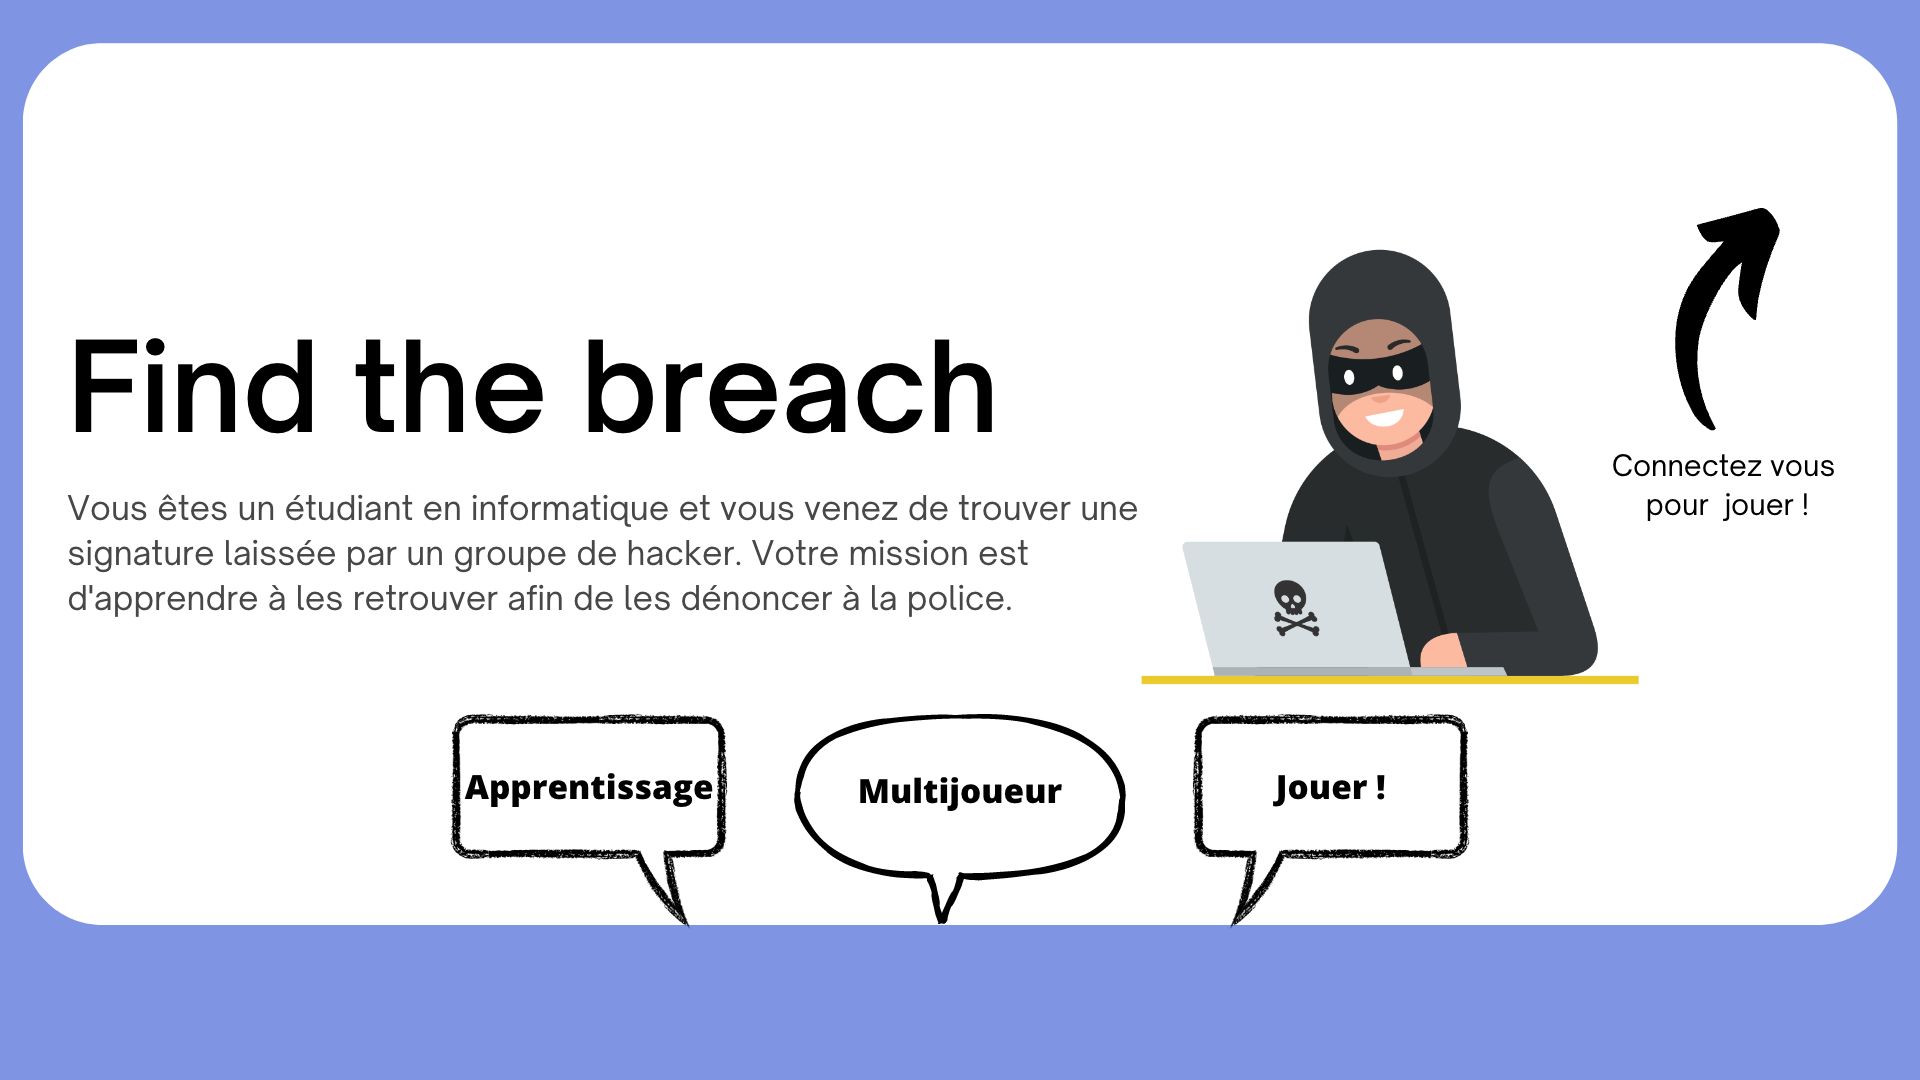 Find the breach
Vous êtes un étudiant en informatique et vous venez de trouver une
signature laissée par un groupe de hacker. Votre mission est
d'apprendre à les retrouver afin de les dénoncer à la police.
Connectez vous
pour jouer !
Apprentissage
Multijoueur
Jouer !